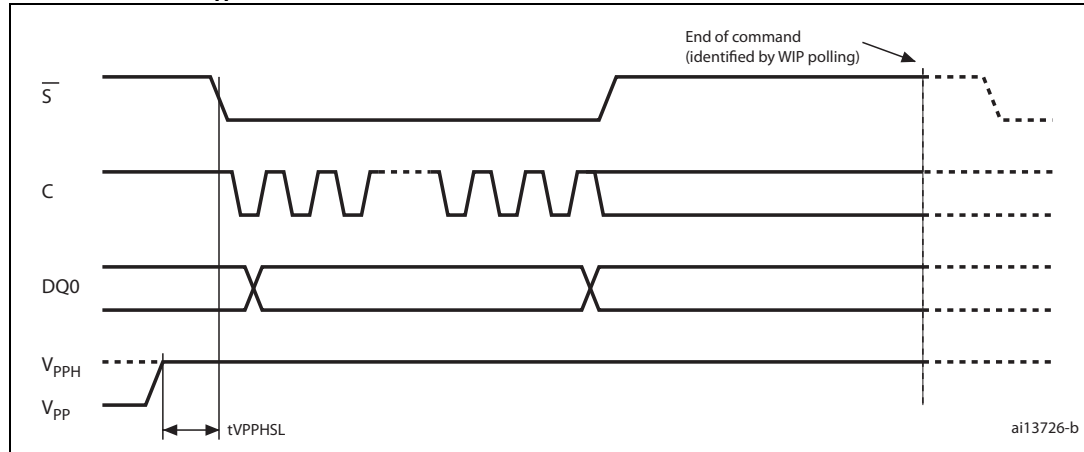 End of command
(identified by WIP polling)
S
C
DQ0
VPPH
VPP
tVPPHSL
ai13726-b